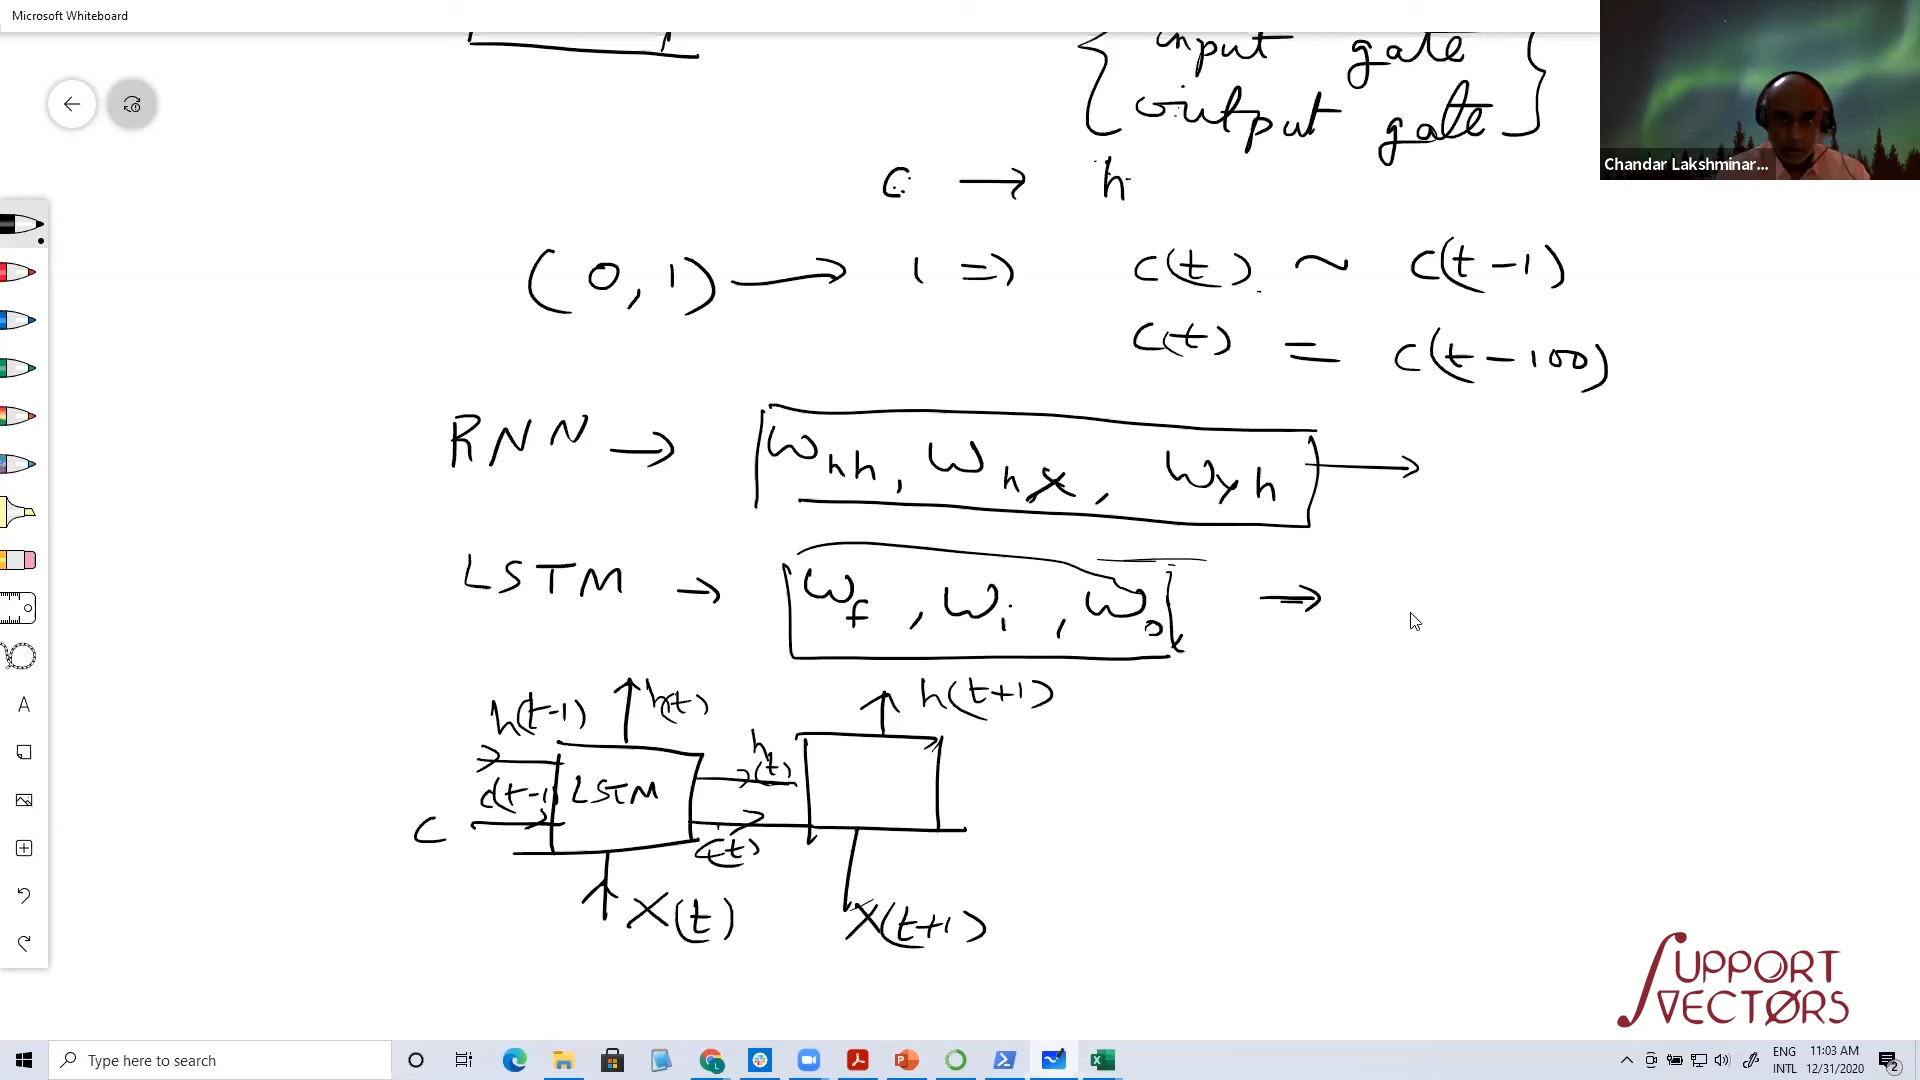 Microsoft Whiteboard
input gate
output gate
Chandar Lakshminar...
c → h
(0,1) → 1 => c(t) ~ c(t-1)
c(t) = c(t-100)
RNN → Whh, Whx, Wyh →
LSTM → Wf, Wi, Wo →
h(t-1) h(t) h(t+1)
h(t)
c(t-1) LSTM
C
c(t)
X(t) X(t+1)
SUPPORT
VECTORS
A
Type here to search
ENG
INTL
11:03 AM
12/31/2020
2